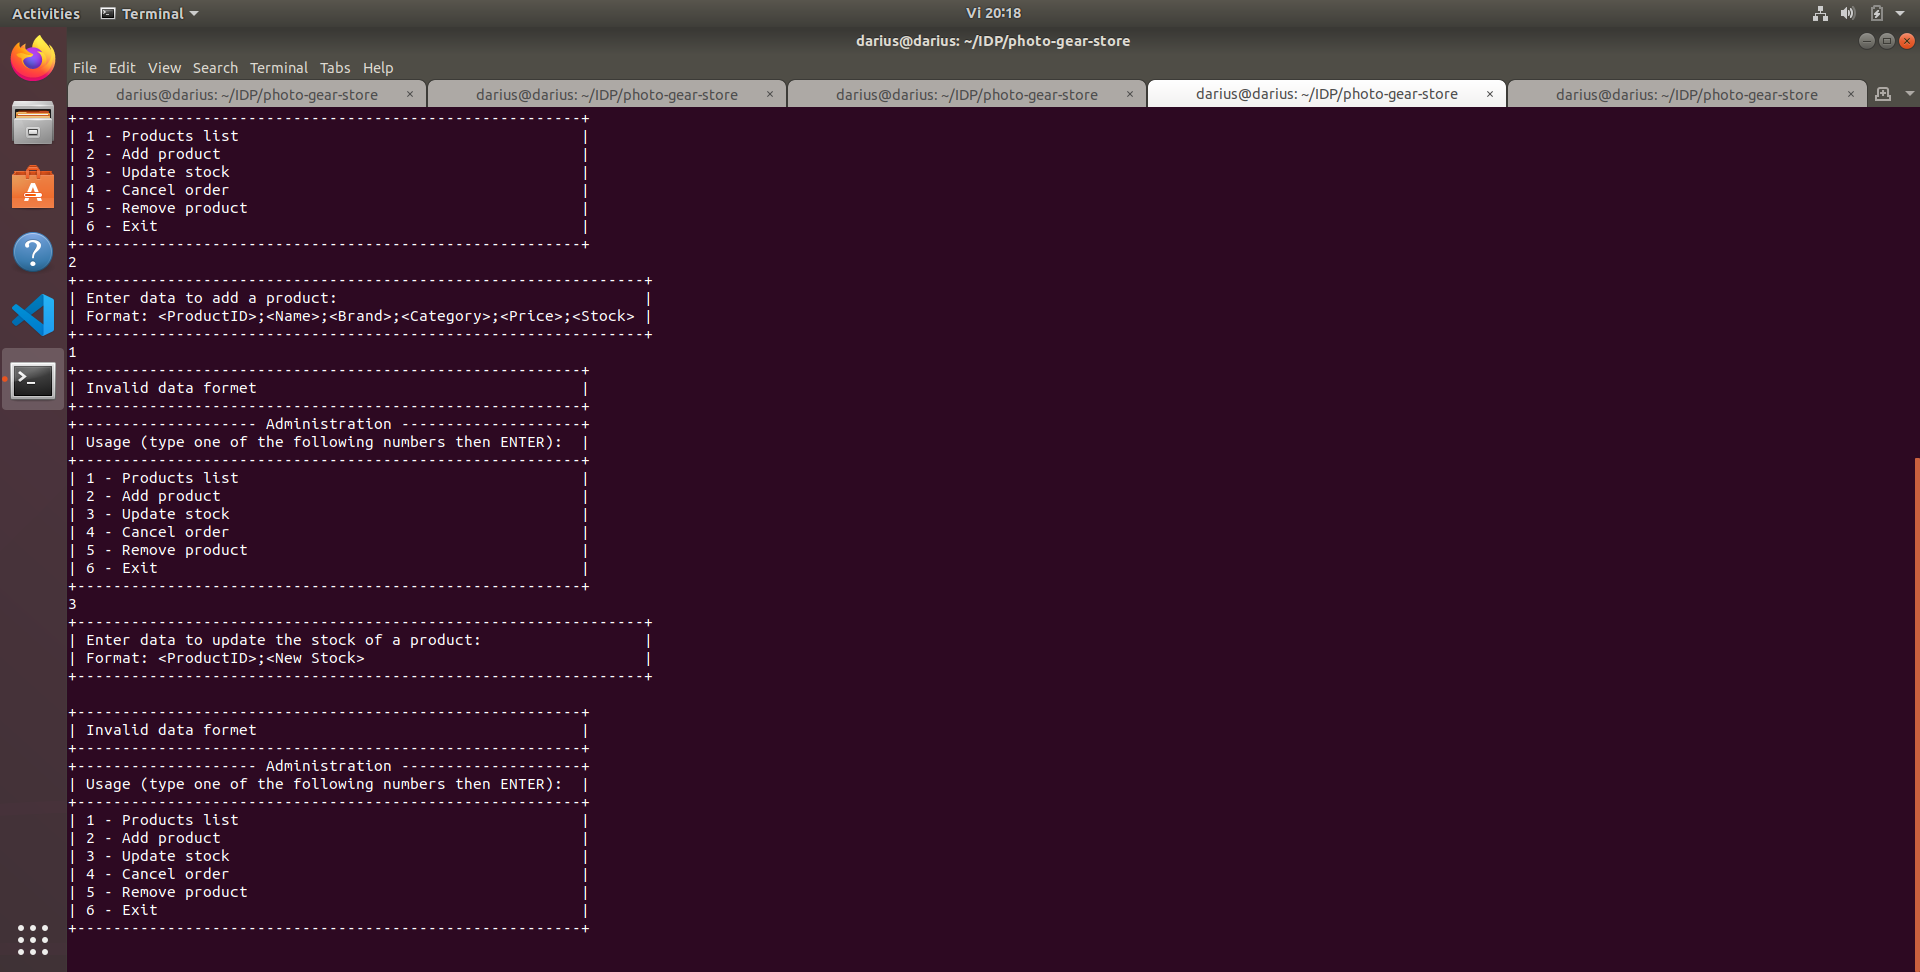 Activities Terminal Vi 20:18
darius@darius: ~/IDP/photo-gear-store
File Edit View Search Terminal Tabs Help
darius@darius: ~/IDP/photo-gear-store × darius@darius: ~/IDP/photo-gear-store × darius@darius: ~/IDP/photo-gear-store × darius@darius: ~/IDP/photo-gear-store × darius@darius: ~/IDP/photo-gear-store ×
+--------------------------------------------------------+
| 1 - Products list                                      |
| 2 - Add product                                        |
| 3 - Update stock                                       |
| 4 - Cancel order                                       |
| 5 - Remove product                                     |
| 6 - Exit                                               |
+--------------------------------------------------------+
2
+---------------------------------------------------------------+
| Enter data to add a product:                                  |
| Format: <ProductID>;<Name>;<Brand>;<Category>;<Price>;<Stock> |
+---------------------------------------------------------------+
1
+--------------------------------------------------------+
| Invalid data formet                                    |
+--------------------------------------------------------+
+-------------------- Administration --------------------+
| Usage (type one of the following numbers then ENTER):  |
+--------------------------------------------------------+
| 1 - Products list                                      |
| 2 - Add product                                        |
| 3 - Update stock                                       |
| 4 - Cancel order                                       |
| 5 - Remove product                                     |
| 6 - Exit                                               |
+--------------------------------------------------------+
3
+---------------------------------------------------------------+
| Enter data to update the stock of a product:                  |
| Format: <ProductID>;<New Stock>                               |
+---------------------------------------------------------------+

+--------------------------------------------------------+
| Invalid data formet                                    |
+--------------------------------------------------------+
+-------------------- Administration --------------------+
| Usage (type one of the following numbers then ENTER):  |
+--------------------------------------------------------+
| 1 - Products list                                      |
| 2 - Add product                                        |
| 3 - Update stock                                       |
| 4 - Cancel order                                       |
| 5 - Remove product                                     |
| 6 - Exit                                               |
+--------------------------------------------------------+